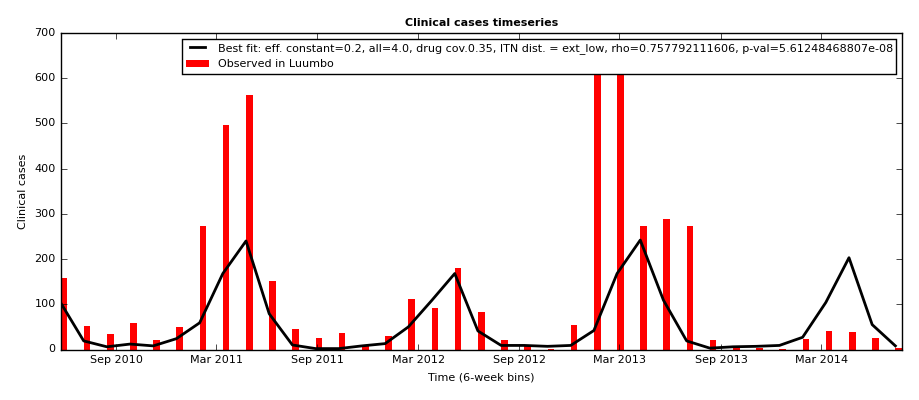 Clinical cases timeseries
Best fit: eff. constant=0.2, all=4.0, drug cov.0.35, ITN dist. = ext_low, rho=0.757792111606, p-val=5.61248468807e-08
Observed in Luumbo
700
600
500
400
300
200
100
0
Clinical cases
Sep 2010 Mar 2011 Sep 2011 Mar 2012 Sep 2012 Mar 2013 Sep 2013 Mar 2014
Time (6-week bins)